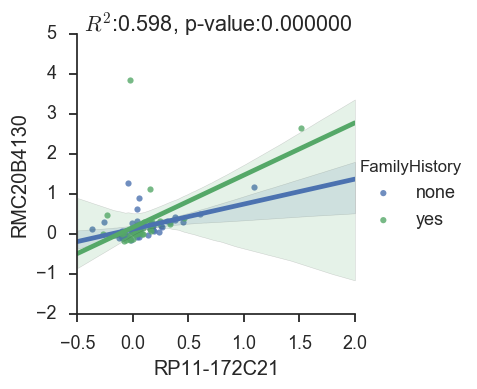 R²:0.598, p-value:0.000000
5
4
3
2
1
0
−1
−2
RMC20B4130
−0.5 0.0 0.5 1.0 1.5 2.0
RP11-172C21
FamilyHistory
none
yes